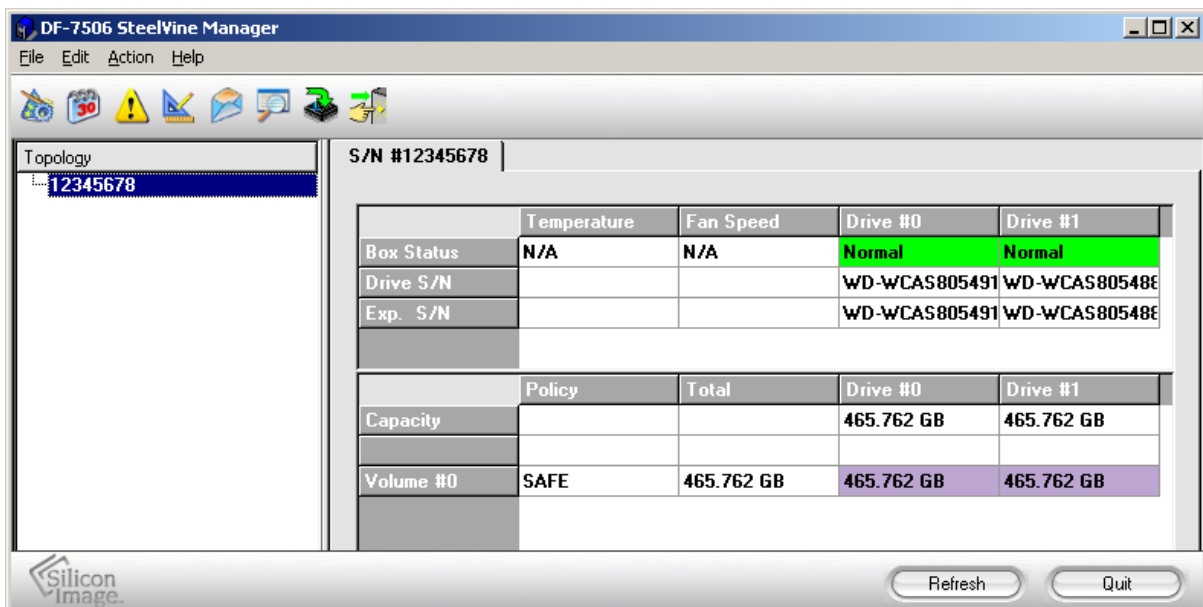 DF-7506 SteelVine Manager
File Edit Action Help
30
Topology
12345678
S/N #12345678
Temperature Fan Speed Drive #0 Drive #1
Box Status N/A N/A Normal Normal
Drive S/N WD-WCAS805491 WD-WCAS805488
Exp. S/N WD-WCAS805491 WD-WCAS805488
Policy Total Drive #0 Drive #1
Capacity 465.762 GB 465.762 GB
Volume #0 SAFE 465.762 GB 465.762 GB 465.762 GB
Silicon
Image.
Refresh Quit